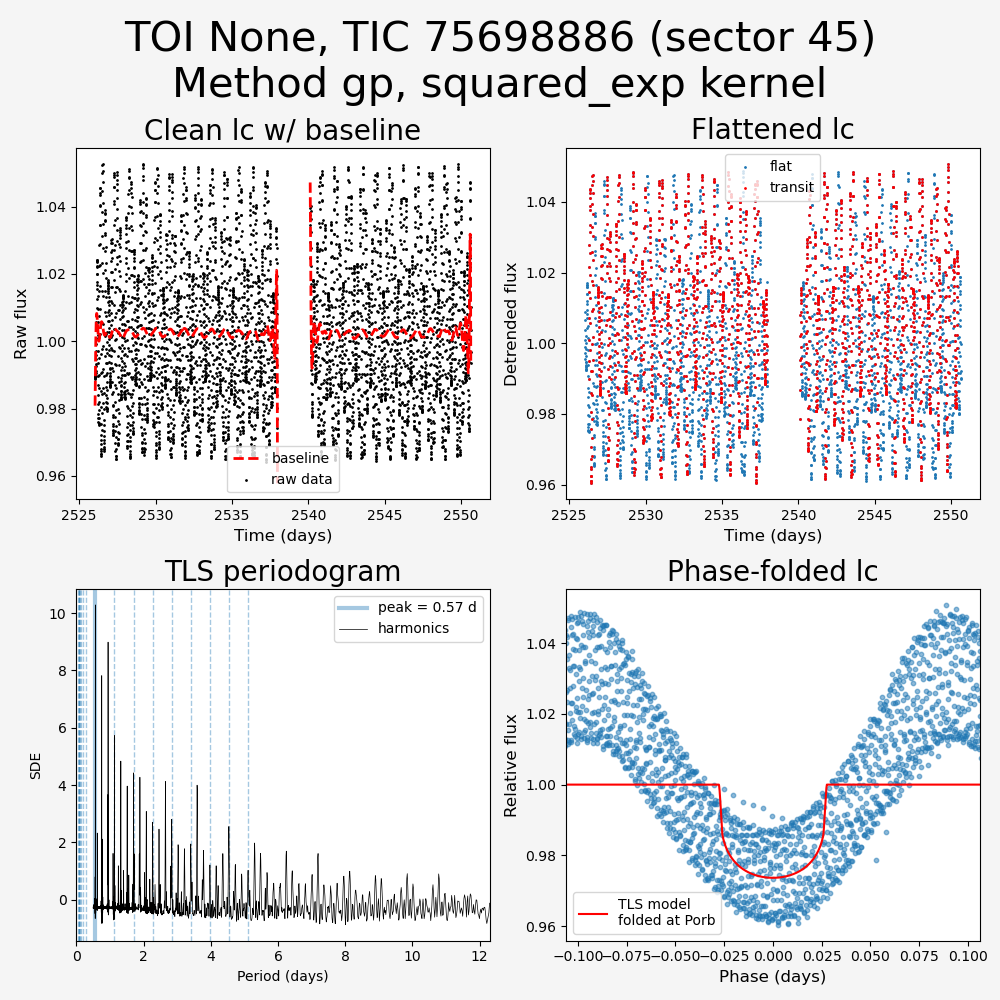 TOI None, TIC 75698886 (sector 45)
Method gp, squared_exp kernel
Clean lc w/ baseline
Raw flux
1.04
1.02
1.00
0.98
0.96
baseline
raw data
2525 2530 2535 2540 2545 2550
Time (days)
Flattened lc
Detrended flux
1.04
1.02
1.00
0.98
0.96
flat
transit
2525 2530 2535 2540 2545 2550
Time (days)
TLS periodogram
SDE
10
8
6
4
2
0
peak = 0.57 d
harmonics
0 2 4 6 8 10 12
Period (days)
Phase-folded lc
Relative flux
1.04
1.02
1.00
0.98
0.96
TLS model
folded at Porb
−0.100 −0.075 −0.050 −0.025 0.000 0.025 0.050 0.075 0.100
Phase (days)